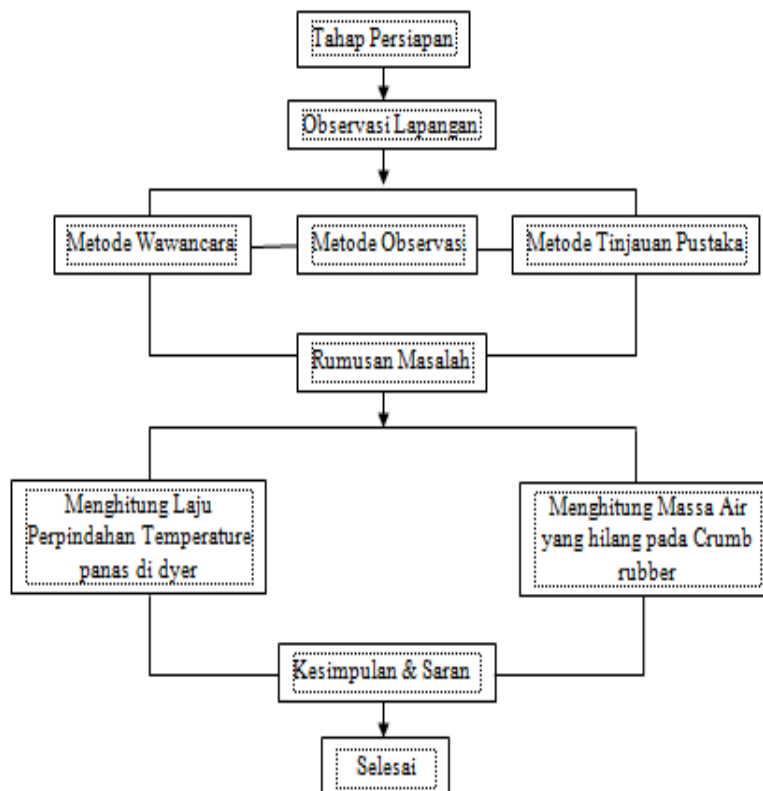 Tahap Persiapan
Observasi Lapangan
Metode Wawancara
Metode Observasi
Metode Tinjauan Pustaka
Rumusan Masalah
Menghitung Laju
Perpindahan Temperature
panas di dyer
Menghitung Massa Air
yang hilang pada Crumb
rubber
Kesimpulan & Saran
Selesai